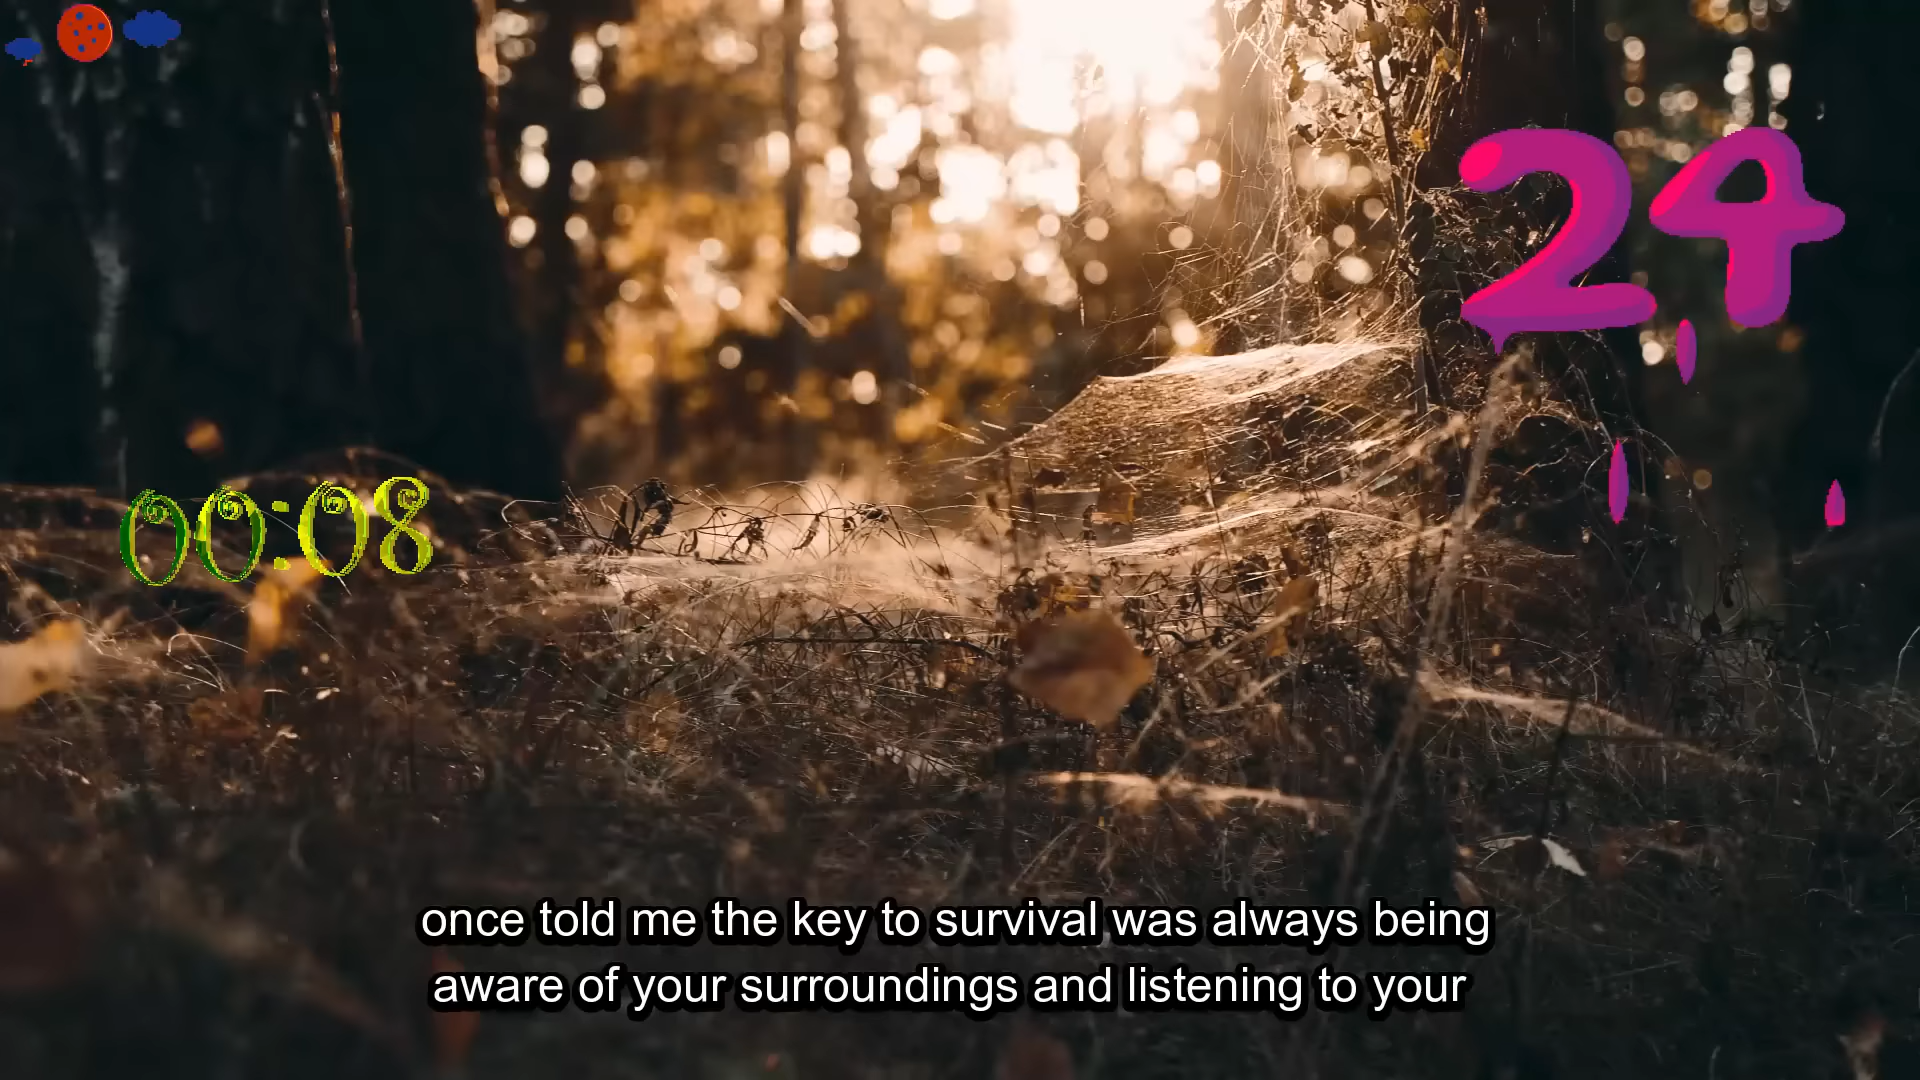 24
00:08
once told me the key to survival was always being
aware of your surroundings and listening to your